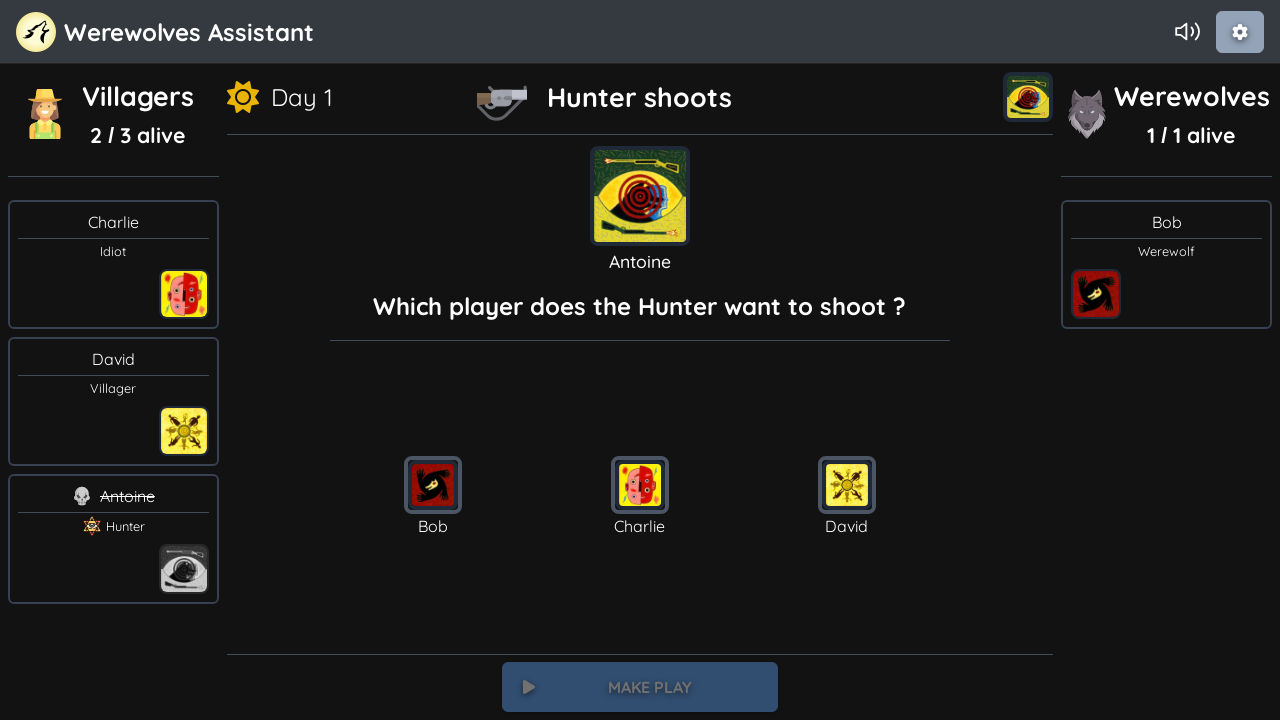 Werewolves Assistant
Villagers
2 / 3 alive
Charlie
Idiot
David
Villager
Antoine
Hunter
Day 1
Hunter shoots
Antoine
Which player does the Hunter want to shoot ?
Bob
Charlie
David
MAKE PLAY
Werewolves
1 / 1 alive
Bob
Werewolf